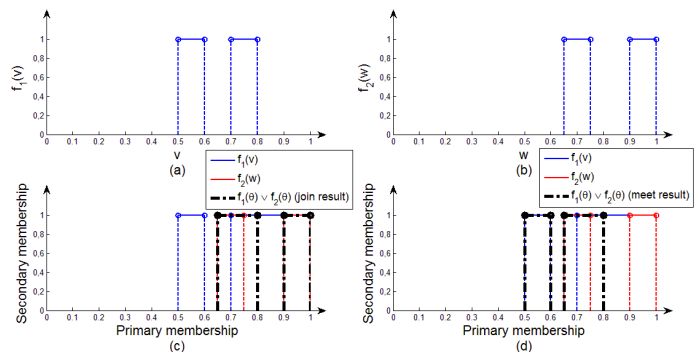 f1(v)
1
0.8
0.6
0.4
0.2
0
0 0.1 0.2 0.3 0.4 0.5 0.6 0.7 0.8 0.9 1
v
(a)
f2(w)
1
0.8
0.6
0.4
0.2
0
0 0.1 0.2 0.3 0.4 0.5 0.6 0.7 0.8 0.9 1
w
(b)
f1(v)
f2(w)
f1(θ) ∨ f2(θ) (join result)
Secondary membership
1
0.8
0.6
0.4
0.2
0
0 0.1 0.2 0.3 0.4 0.5 0.6 0.7 0.8 0.9 1
Primary membership
(c)
f1(v)
f2(w)
f1(θ) ∨ f2(θ) (meet result)
Secondary membership
1
0.8
0.6
0.4
0.2
0
0 0.1 0.2 0.3 0.4 0.5 0.6 0.7 0.8 0.9 1
Primary membership
(d)